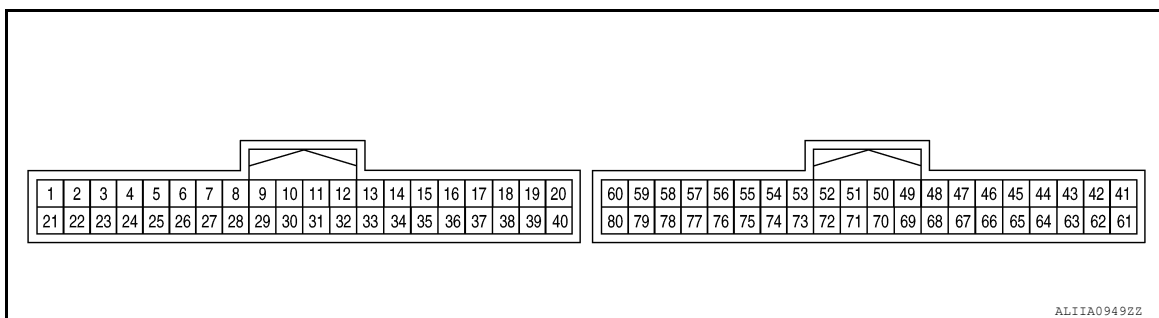 1 2 3 4 5 6 7 8 9 10 11 12 13 14 15 16 17 18 19 20
21 22 23 24 25 26 27 28 29 30 31 32 33 34 35 36 37 38 39 40
60 59 58 57 56 55 54 53 52 51 50 49 48 47 46 45 44 43 42 41
80 79 78 77 76 75 74 73 72 71 70 69 68 67 66 65 64 63 62 61
ALIIA0949ZZ